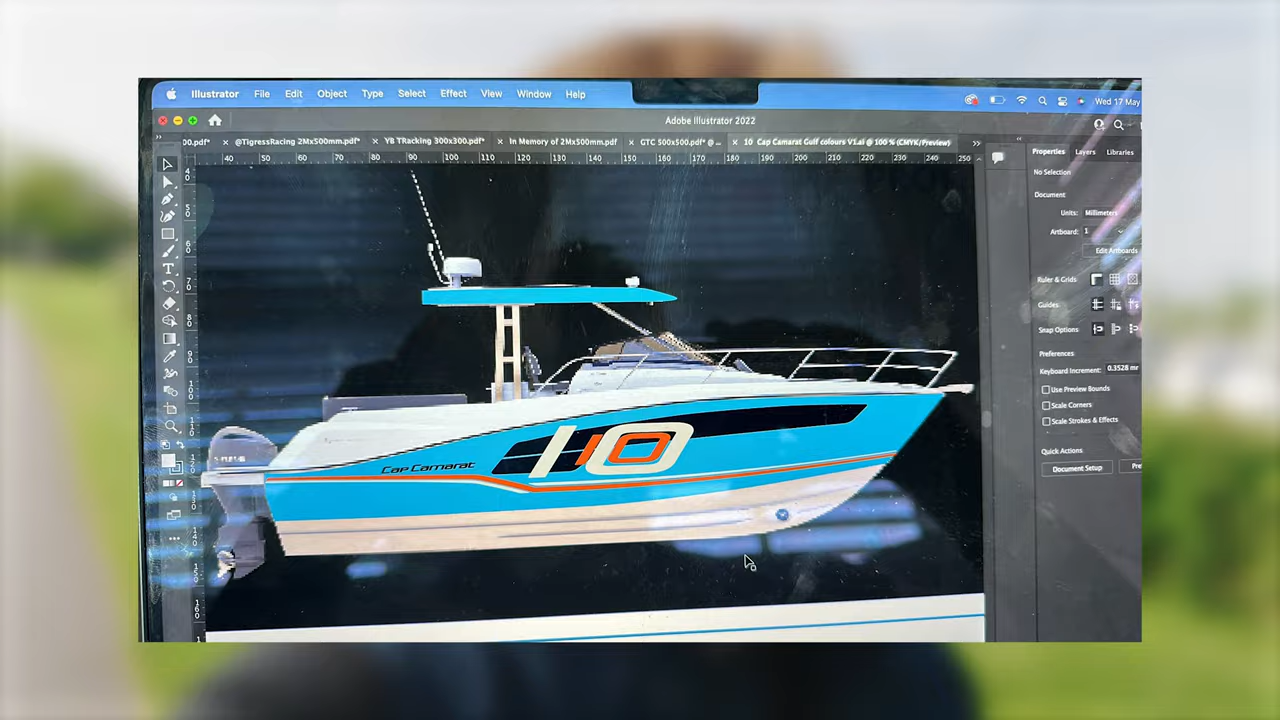 Illustrator File Edit Object Type Select Effect View Window Help Wed 17 May
Adobe Illustrator 2022
00.pdf* × @TigressRacing 2Mx500mm.pdf* × YB TRacking 300x300.pdf* × In Memory of 2Mx500mm.pdf × GTC 500x500.pdf* @ ... × 10 Cap Camarat Gulf colours V1.ai @ 100 % (CMYK/Preview)
40 50 60 70 80 90 100 110 120 130 140 150 160 170 180 190 200 210 220 230 240 250
Properties Layers Libraries
No Selection
Document
Units: Millimeters
Artboard: 1
Edit Artboards
Ruler & Grids
Guides
Snap Options
Preferences
Keyboard Increment: 0.3528 mm
Use Preview Bounds
Scale Corners
Scale Strokes & Effects
Quick Actions
Document Setup
Pre
10
Cap Camarat